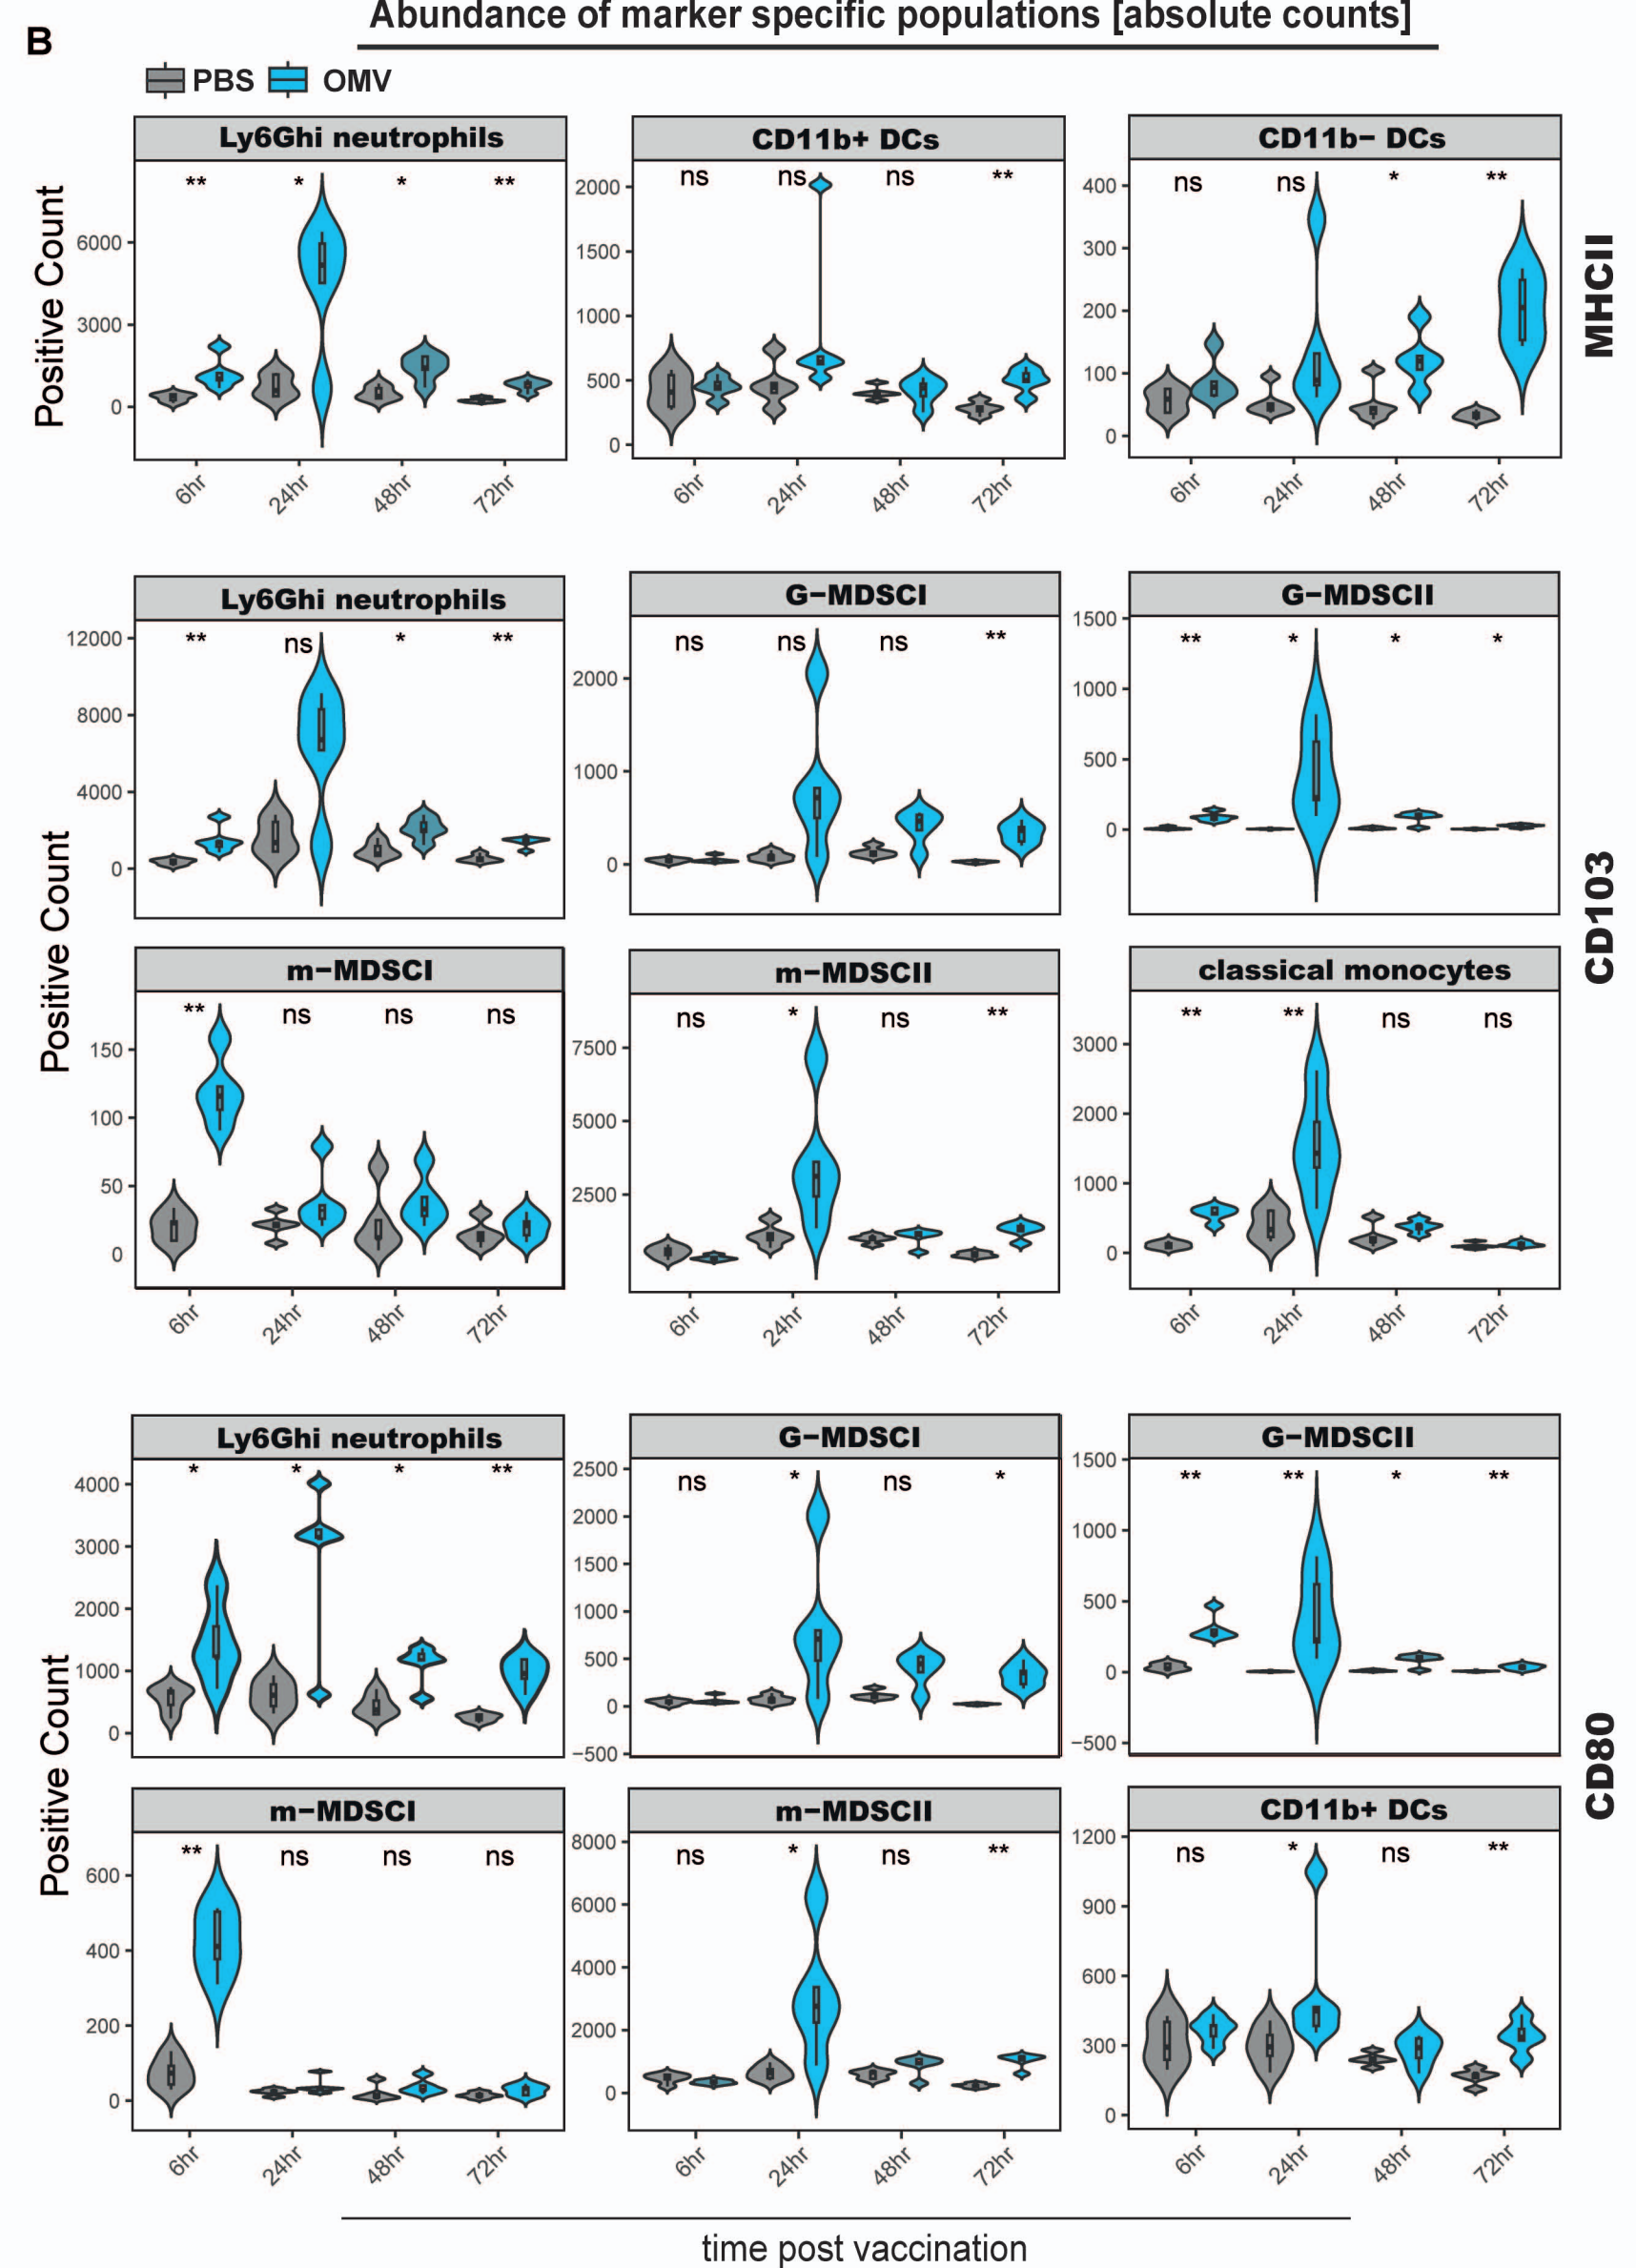 Abundance of marker specific populations [absolute counts]
B
PBS OMV
Ly6Ghi neutrophils CD11b+ DCs CD11b− DCs
** * * **
ns ns ns **
ns ns * **
Positive Count
6000
3000
0
2000
1500
1000
500
0
400
300
200
100
0
MHCII
6hr 24hr 48hr 72hr
6hr 24hr 48hr 72hr
6hr 24hr 48hr 72hr
Ly6Ghi neutrophils G−MDSCI G−MDSCII
** ns * **
ns ns ns **
** * * *
Positive Count
12000
8000
4000
0
2000
1000
0
1500
1000
500
0
CD103
m−MDSCI m−MDSCII classical monocytes
** ns ns ns
ns * ns **
** ** ns ns
150
100
50
0
7500
5000
2500
3000
2000
1000
0
6hr 24hr 48hr 72hr
6hr 24hr 48hr 72hr
6hr 24hr 48hr 72hr
Ly6Ghi neutrophils G−MDSCI G−MDSCII
* * * **
ns * ns *
** ** * **
Positive Count
4000
3000
2000
1000
0
2500
2000
1500
1000
500
0
−500
1500
1000
500
0
−500
CD80
m−MDSCI m−MDSCII CD11b+ DCs
** ns ns ns
ns * ns **
ns * ns **
600
400
200
0
8000
6000
4000
2000
0
1200
900
600
300
0
6hr 24hr 48hr 72hr
6hr 24hr 48hr 72hr
6hr 24hr 48hr 72hr
time post vaccination